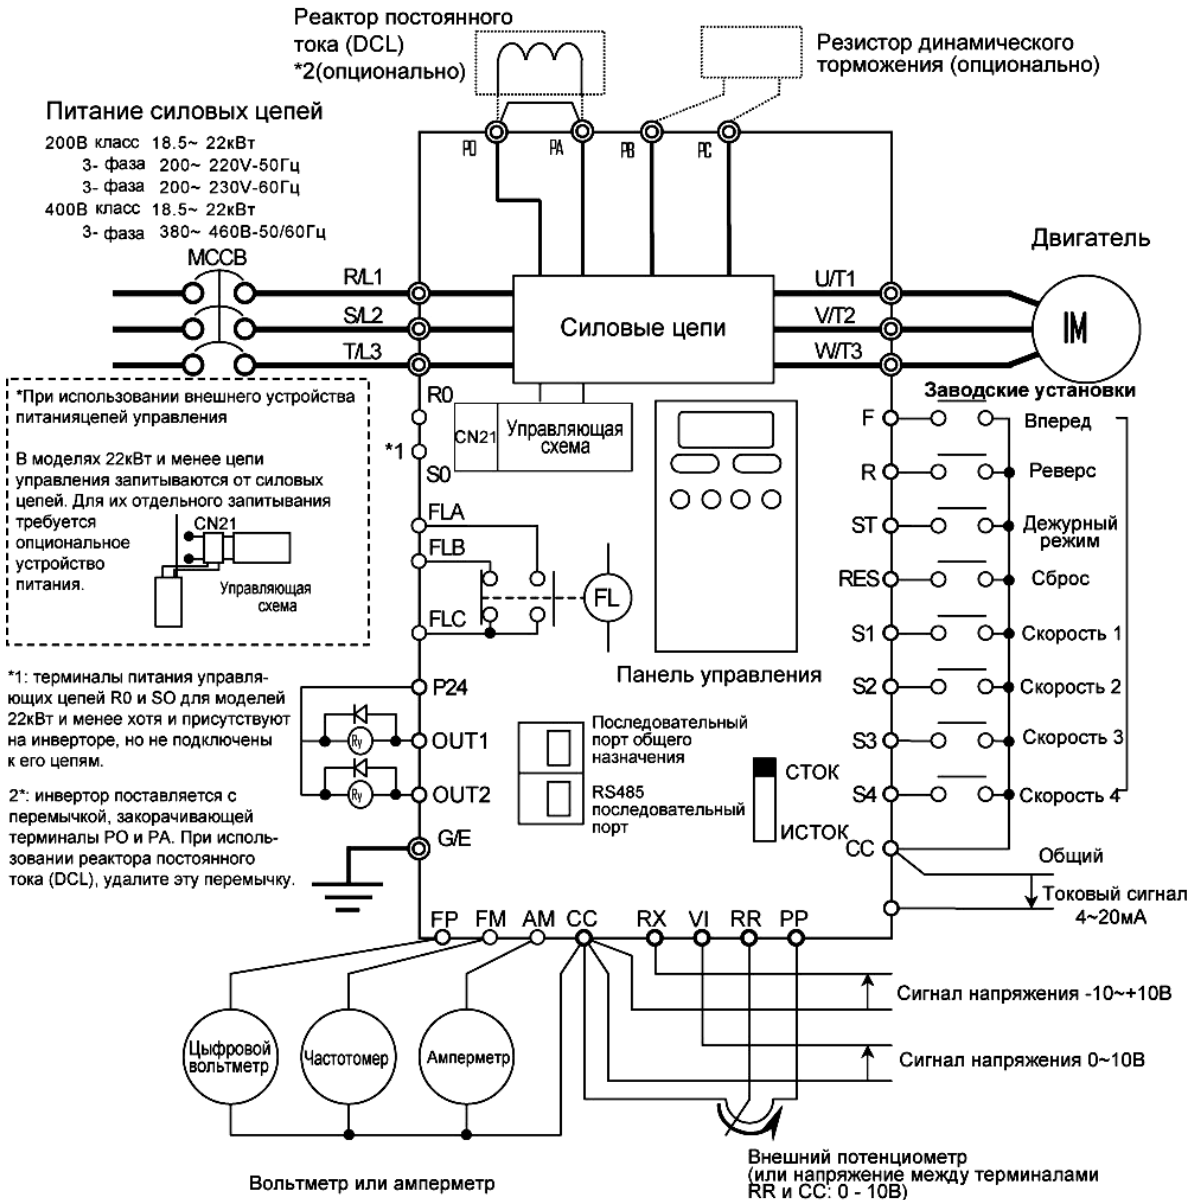 Реактор постоянного
тока (DCL)
*2(опционально)
Резистор динамического
торможения (опционально)
Питание силовых цепей
200В класс 18.5~ 22кВт
3- фаза 200~ 220V-50Гц
3- фаза 200~ 230V-60Гц
400В класс 18.5~ 22кВт
3- фаза 380~ 460В-50/60Гц
PO PA PB PC
MCCB
R/L1
S/L2
T/L3
Силовые цепи
U/T1
V/T2
W/T3
Двигатель
IM
*При использовании внешнего устройства
питанияцепей управления
В моделях 22кВт и менее цепи
управления запитываются от силовых
цепей. Для их отдельного запитывания
требуется
опциональное
устройство
питания.
CN21
Управляющая
схема
R0
*1
S0
CN21
Управляющая
схема
FLA
FLB
FLC
FL
Панель управления
Заводские установки
F Вперед
R Реверс
ST Дежурный
режим
RES Сброс
S1 Скорость 1
S2 Скорость 2
S3 Скорость 3
S4 Скорость 4
CC
Общий
Токовый сигнал
4~20мА
*1: терминалы питания управля-
ющих цепей R0 и SO для моделей
22кВт и менее хотя и присутствуют
на инверторе, но не подключены
к его цепям.
2*: инвертор поставляется с
перемычкой, закорачивающей
терминалы PO и PA. При исполь-
зовании реактора постоянного
тока (DCL), удалите эту перемычку.
P24
Ry OUT1
Ry OUT2
G/E
Последовательный
порт общего
назначения
RS485
последовательный
порт
СТОК
ИСТОК
FP FM AM CC RX VI RR PP
Сигнал напряжения -10~+10В
Сигнал напряжения 0~10В
Цыфровой
вольтметр
Частотомер
Амперметр
Вольтметр или амперметр
Внешний потенциометр
(или напряжение между терминалами
RR и CC: 0 - 10В)